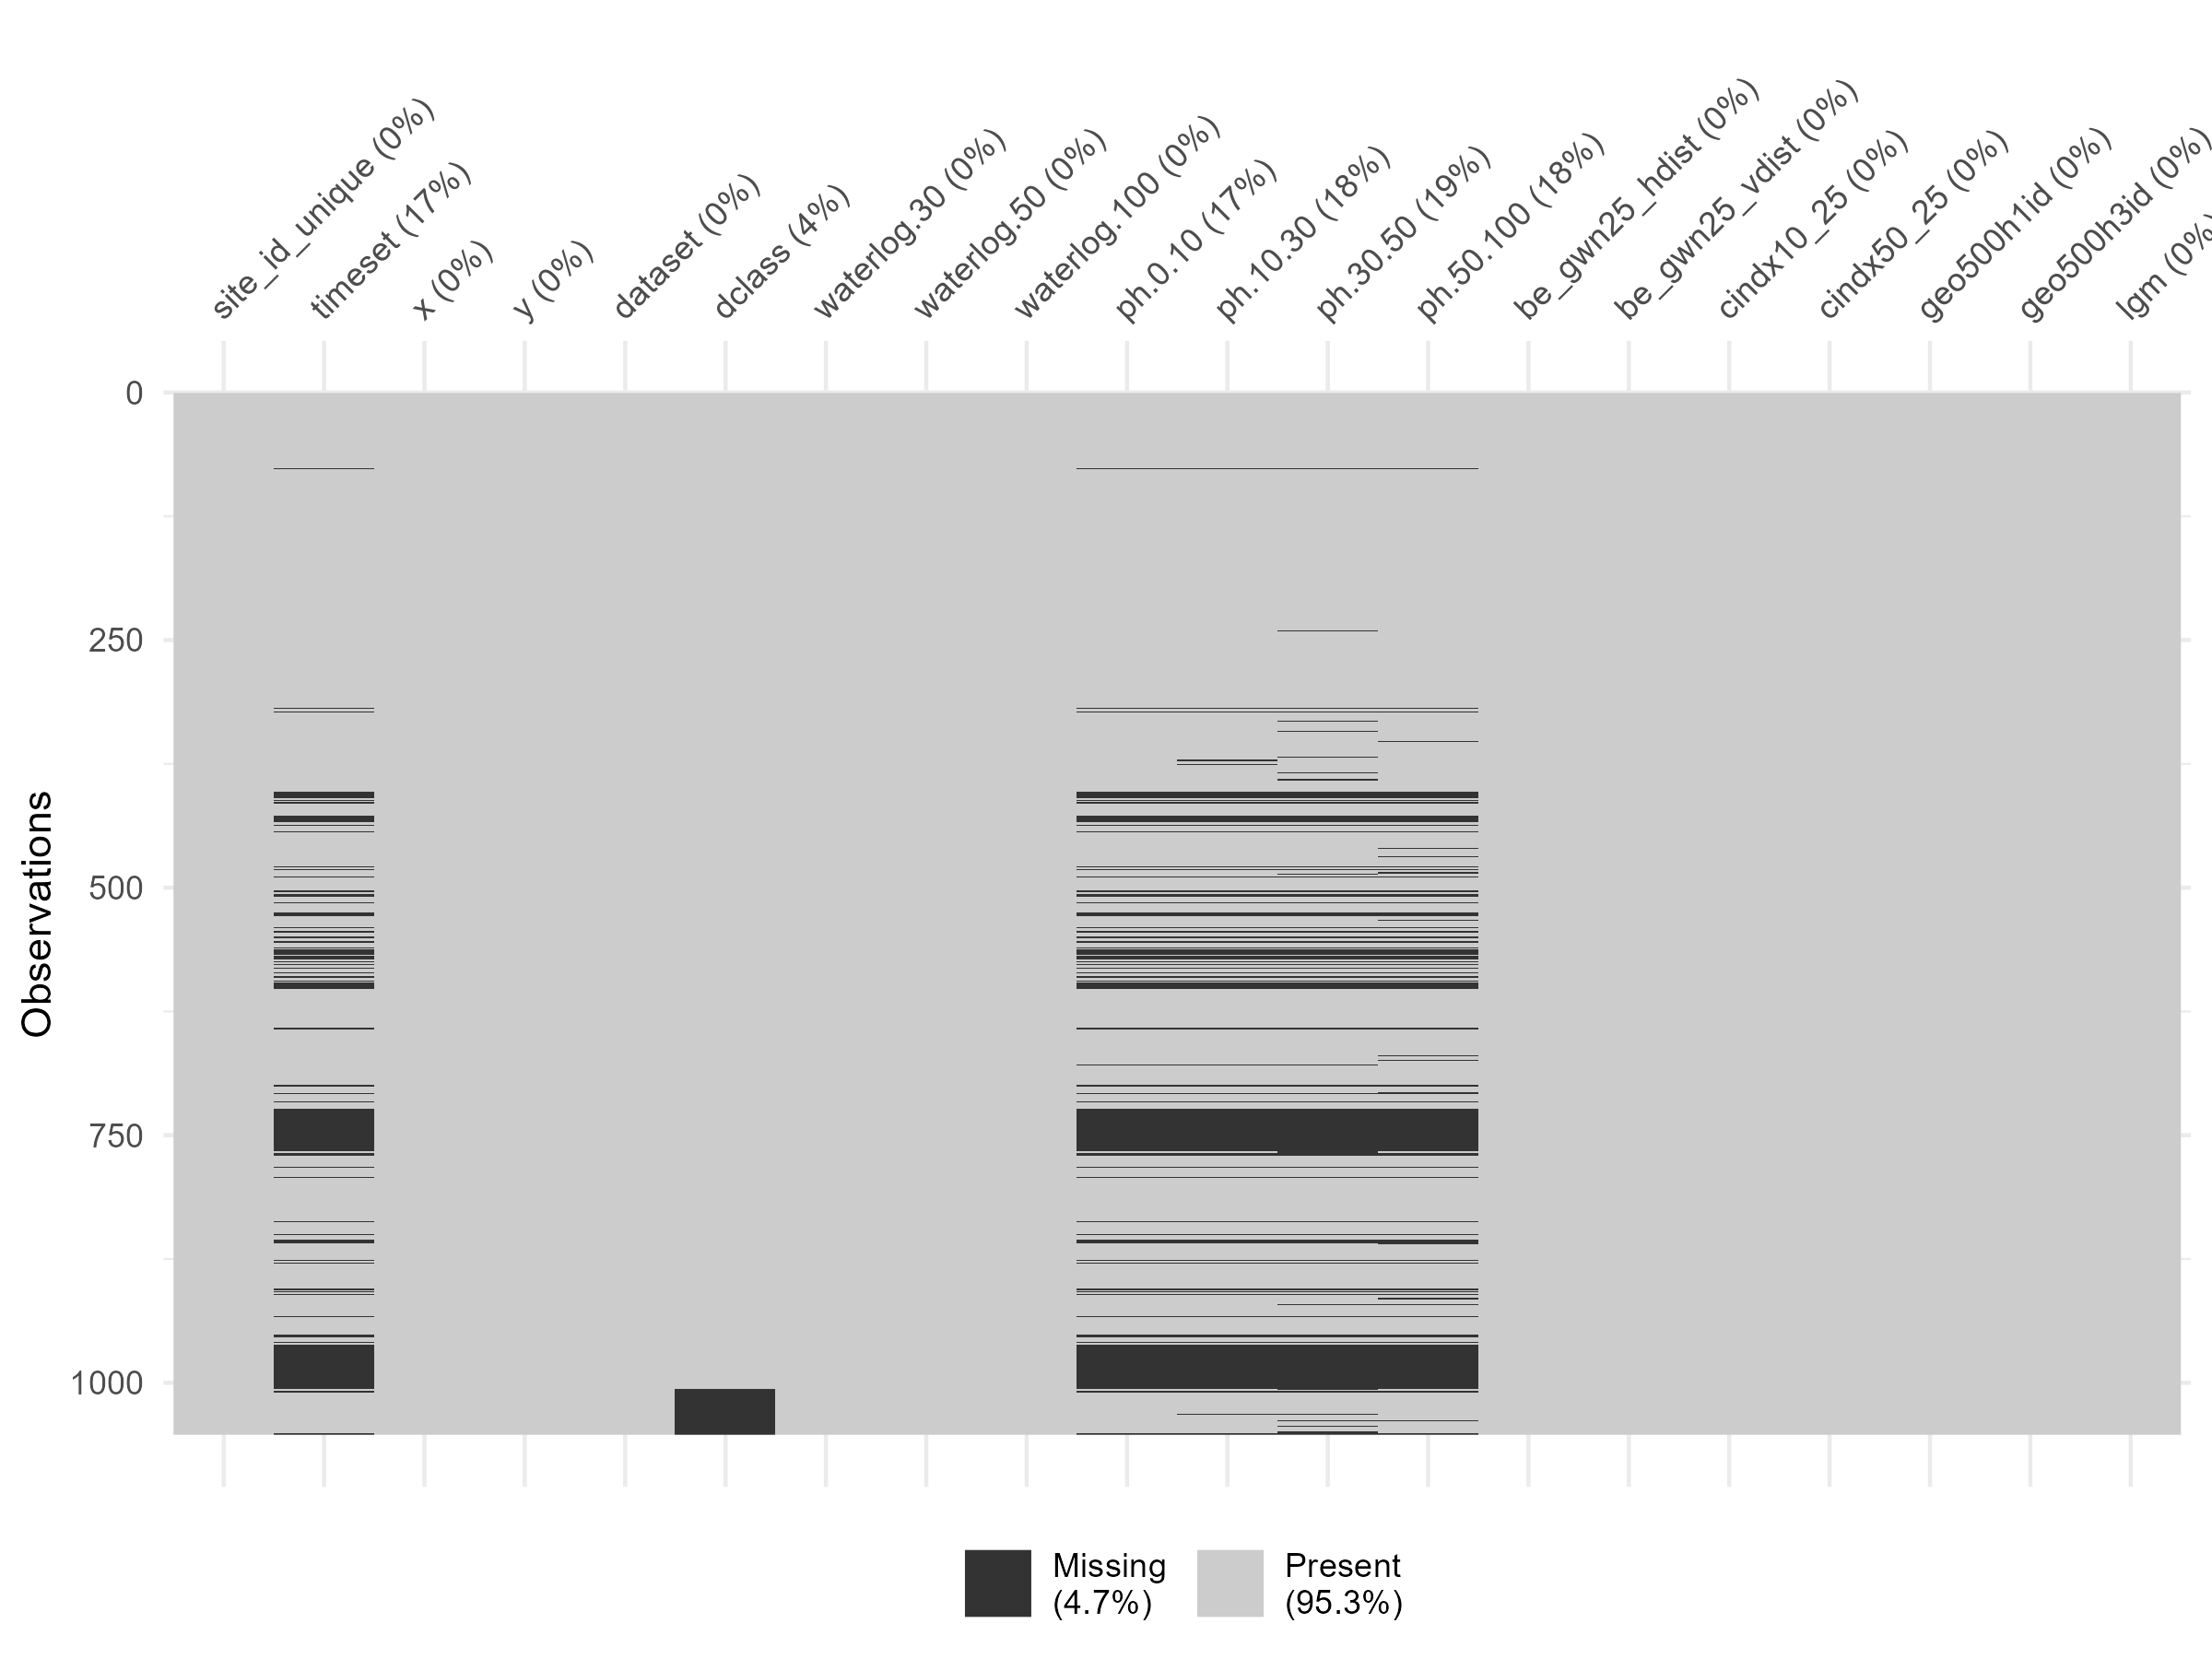 site_id_unique (0%)
timeset (17%)
x (0%)
y (0%)
dataset (0%)
dclass (4%)
waterlog.30 (0%)
waterlog.50 (0%)
waterlog.100 (0%)
ph.0.10 (17%)
ph.10.30 (18%)
ph.30.50 (19%)
ph.50.100 (18%)
be_gwn25_hdist (0%)
be_gwn25_vdist (0%)
cindx10_25 (0%)
cindx50_25 (0%)
geo500h1id (0%)
geo500h3id (0%)
lgm (0%
0
250
500
750
1000
Observations
Missing
(4.7%)
Present
(95.3%)